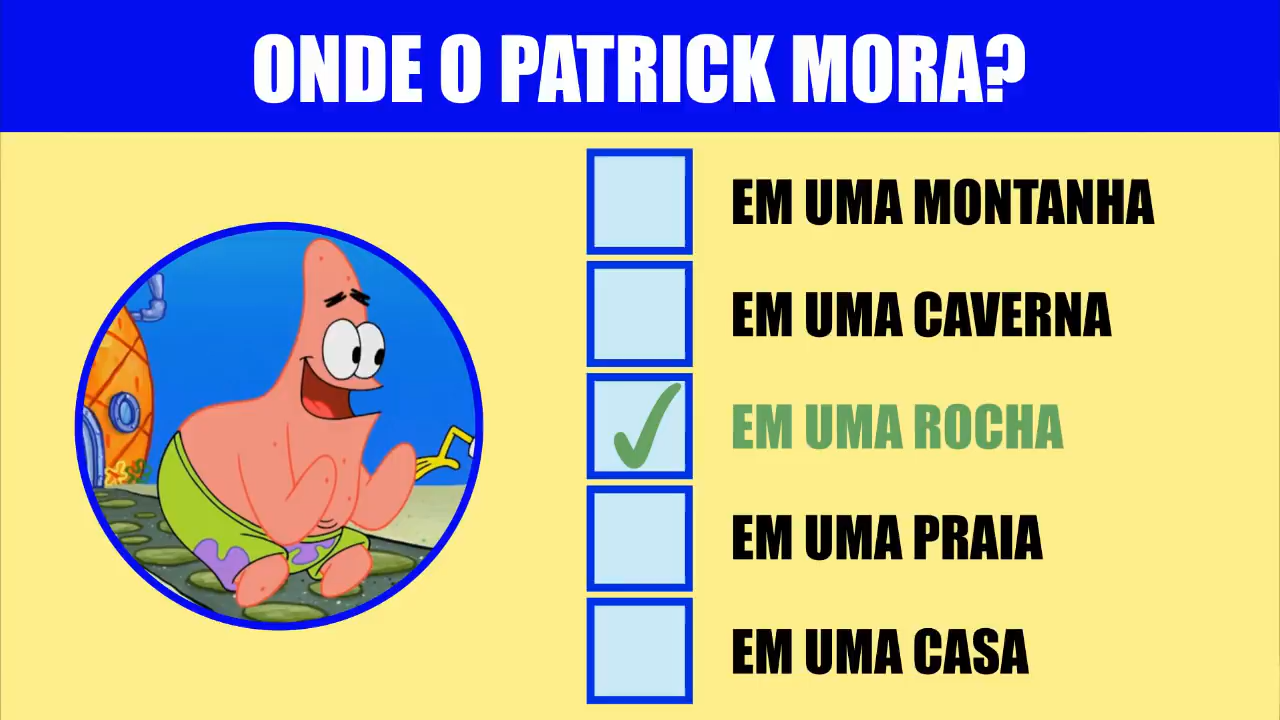 ONDE O PATRICK MORA?
EM UMA MONTANHA
EM UMA CAVERNA
EM UMA ROCHA
EM UMA PRAIA
EM UMA CASA